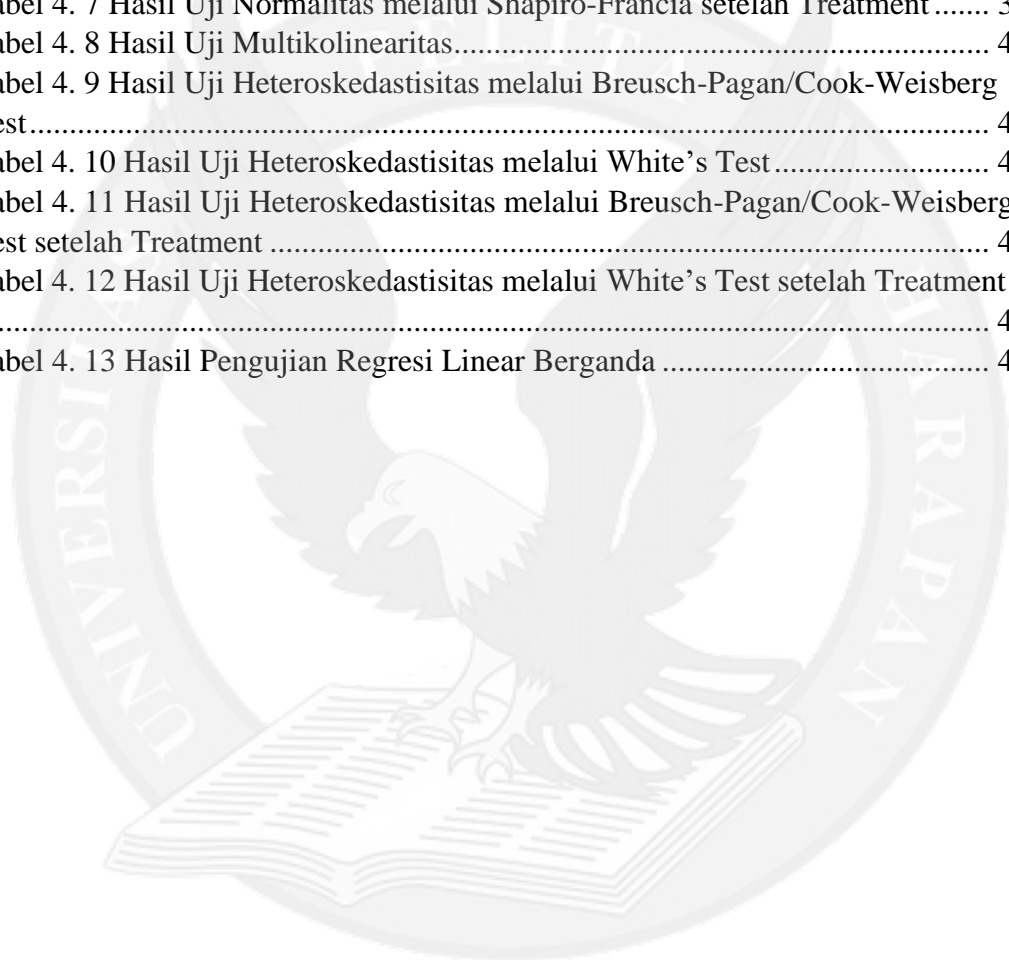 abel 4. 7 Hasil Uji Normalitas melalui Shapiro-Francia setelah Treatment ....... 3
abel 4. 8 Hasil Uji Multikolinearitas.................................................................... 4
abel 4. 9 Hasil Uji Heteroskedastisitas melalui Breusch-Pagan/Cook-Weisberg
est........................................................................................................................ 4
abel 4. 10 Hasil Uji Heteroskedastisitas melalui White’s Test........................... 4
abel 4. 11 Hasil Uji Heteroskedastisitas melalui Breusch-Pagan/Cook-Weisberg
est setelah Treatment ........................................................................................ 4
abel 4. 12 Hasil Uji Heteroskedastisitas melalui White’s Test setelah Treatment
............................................................................................................................. 4
abel 4. 13 Hasil Pengujian Regresi Linear Berganda ........................................ 4
UNIVERSITAS PELITA HARAPAN